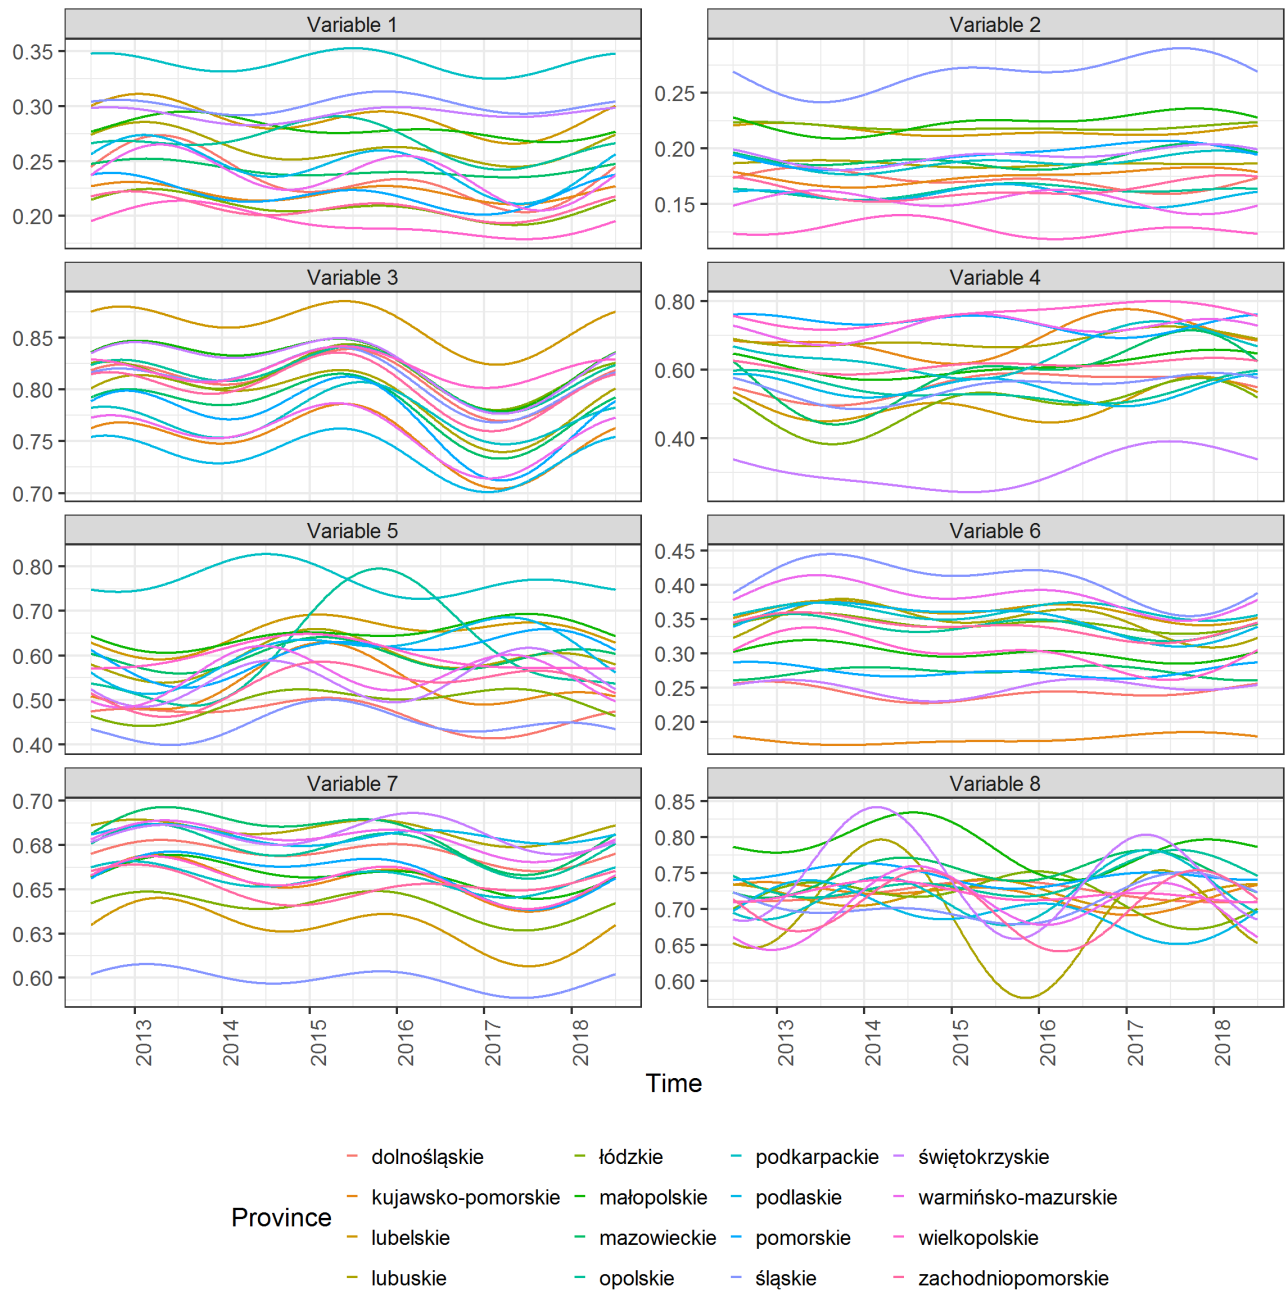 Variable 1
Variable 2
0.35
0.30
0.25
0.20
0.25
0.20
0.15
Variable 3
Variable 4
0.85
0.80
0.75
0.70
0.80
0.60
0.40
Variable 5
Variable 6
0.80
0.70
0.60
0.50
0.40
0.45
0.40
0.35
0.30
0.25
0.20
Variable 7
Variable 8
0.70
0.68
0.65
0.63
0.60
0.85
0.80
0.75
0.70
0.65
0.60
2013 2014 2015 2016 2017 2018
2013 2014 2015 2016 2017 2018
Time
Province
dolnośląskie łódzkie podkarpackie świętokrzyskie
kujawsko-pomorskie małopolskie podlaskie warmińsko-mazurskie
lubelskie mazowieckie pomorskie wielkopolskie
lubuskie opolskie śląskie zachodniopomorskie